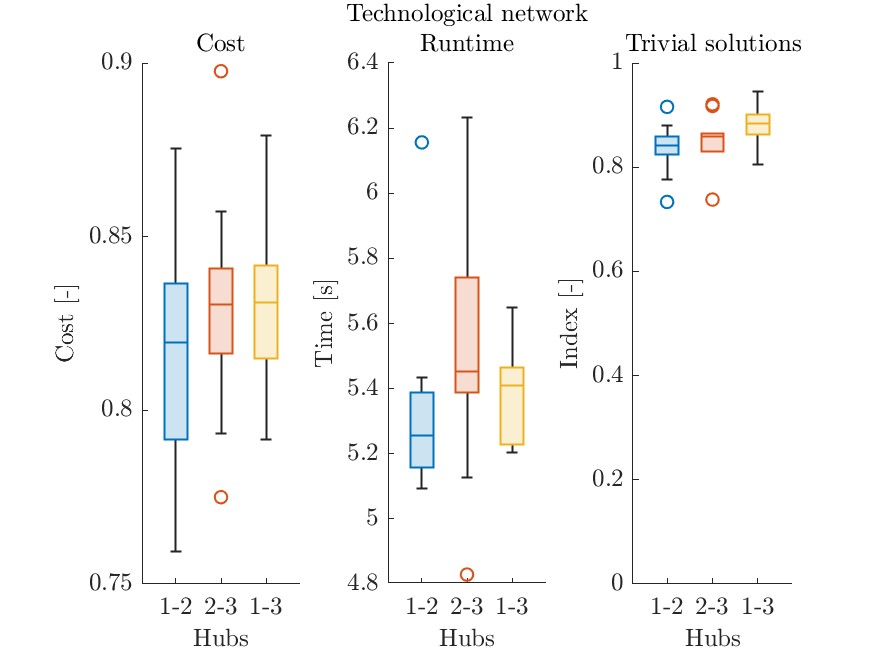 Technological network
Cost
Cost [-]
0.9
0.85
0.8
0.75
1-2 2-3 1-3
Hubs
Runtime
Time [s]
6.4
6.2
6
5.8
5.6
5.4
5.2
5
4.8
1-2 2-3 1-3
Hubs
Trivial solutions
Index [-]
1
0.8
0.6
0.4
0.2
0
1-2 2-3 1-3
Hubs